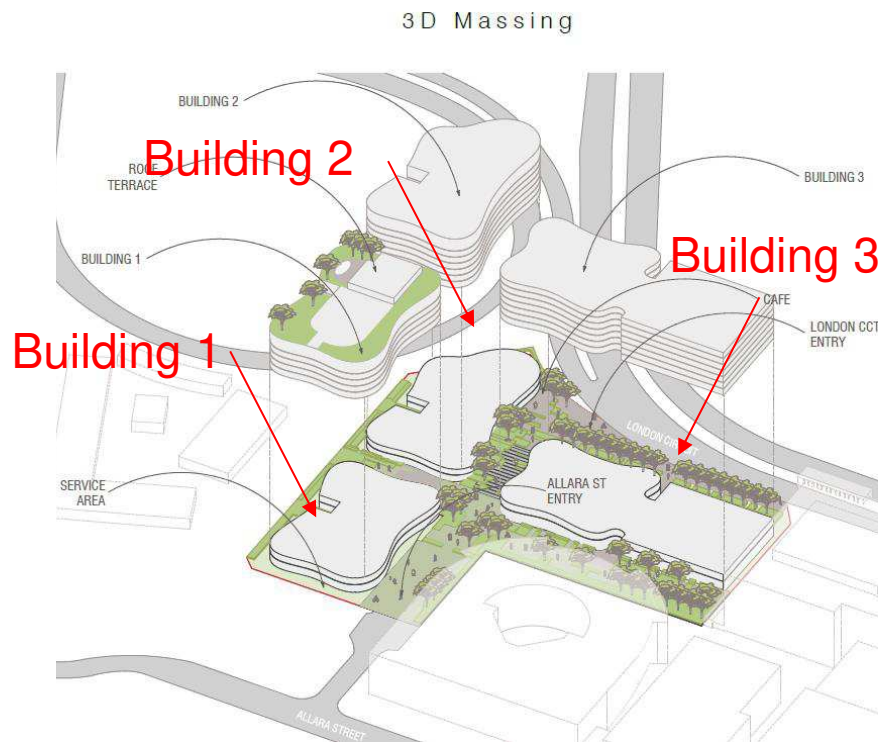 3D Massing
BUILDING 2
Building 2
ROOF
TERRACE
BUILDING 3
Building 3
BUILDING 1
CAFE
LONDON CCT
ENTRY
Building 1
LONDON CIRCUIT
SERVICE
AREA
ALLARA ST
ENTRY
ALLARA STREET